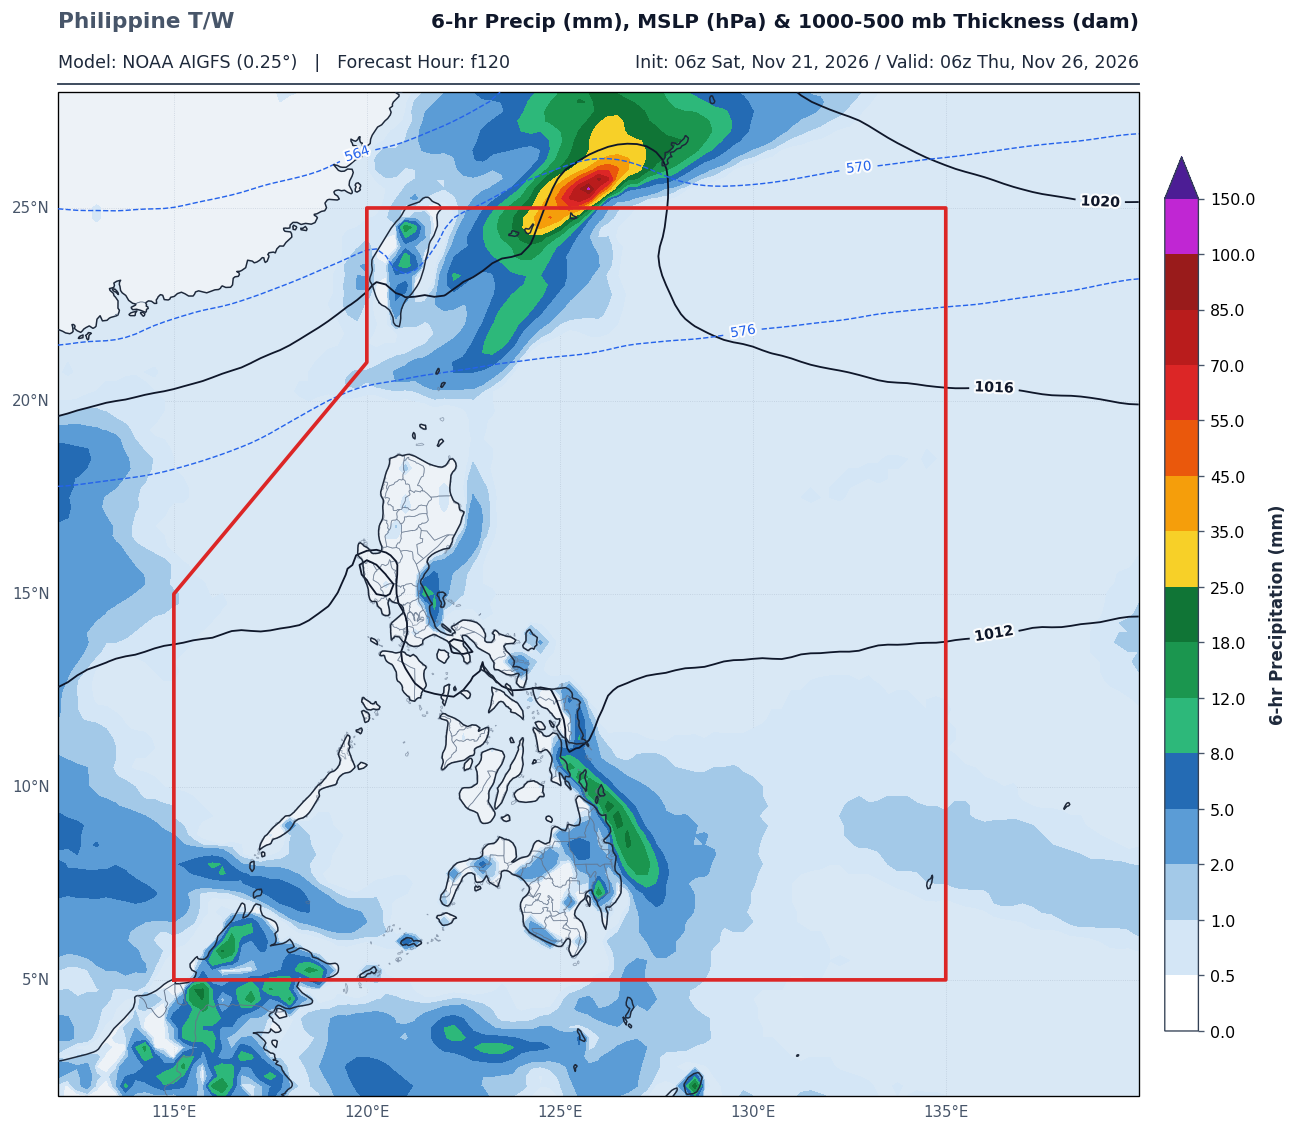 Philippine T/W
6-hr Precip (mm), MSLP (hPa) & 1000-500 mb Thickness (dam)
Model: NOAA AIGFS (0.25°) | Forecast Hour: f120
Init: 06z Sat, Nov 21, 2026 / Valid: 06z Thu, Nov 26, 2026
564
570
1020
576
1016
1012
25°N
20°N
15°N
10°N
5°N
115°E
120°E
125°E
130°E
135°E
150.0
100.0
85.0
70.0
55.0
45.0
35.0
25.0
18.0
12.0
8.0
5.0
2.0
1.0
0.5
0.0
6-hr Precipitation (mm)